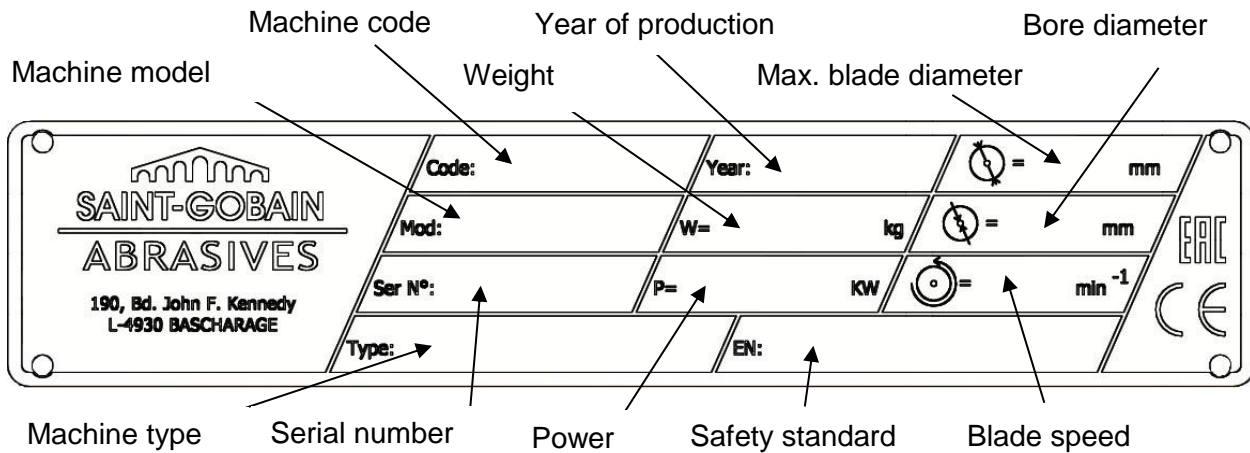 Machine code
Year of production
Bore diameter
Machine model
Weight
Max. blade diameter
SAINT-GOBAIN
ABRASIVES
190, Bd. John F. Kennedy
L-4930 BASCHARAGE
Code:
Year:
= mm
Mod:
W= kg
= mm
Ser Nº:
P= KW
= min -1
Type:
EN:
EAC
CE
Machine type
Serial number
Power
Safety standard
Blade speed